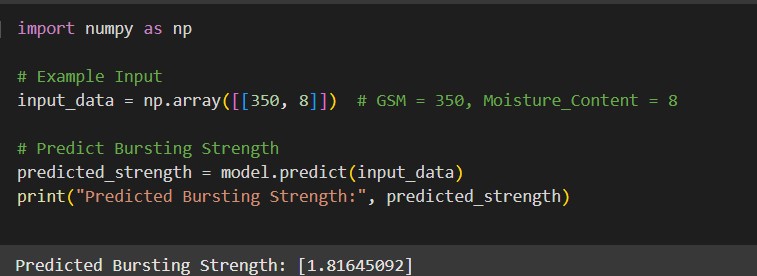 import numpy as np
# Example Input
input_data = np.array([[350, 8]])  # GSM = 350, Moisture_Content = 8
# Predict Bursting Strength
predicted_strength = model.predict(input_data)
print("Predicted Bursting Strength:", predicted_strength)
Predicted Bursting Strength: [1.81645092]